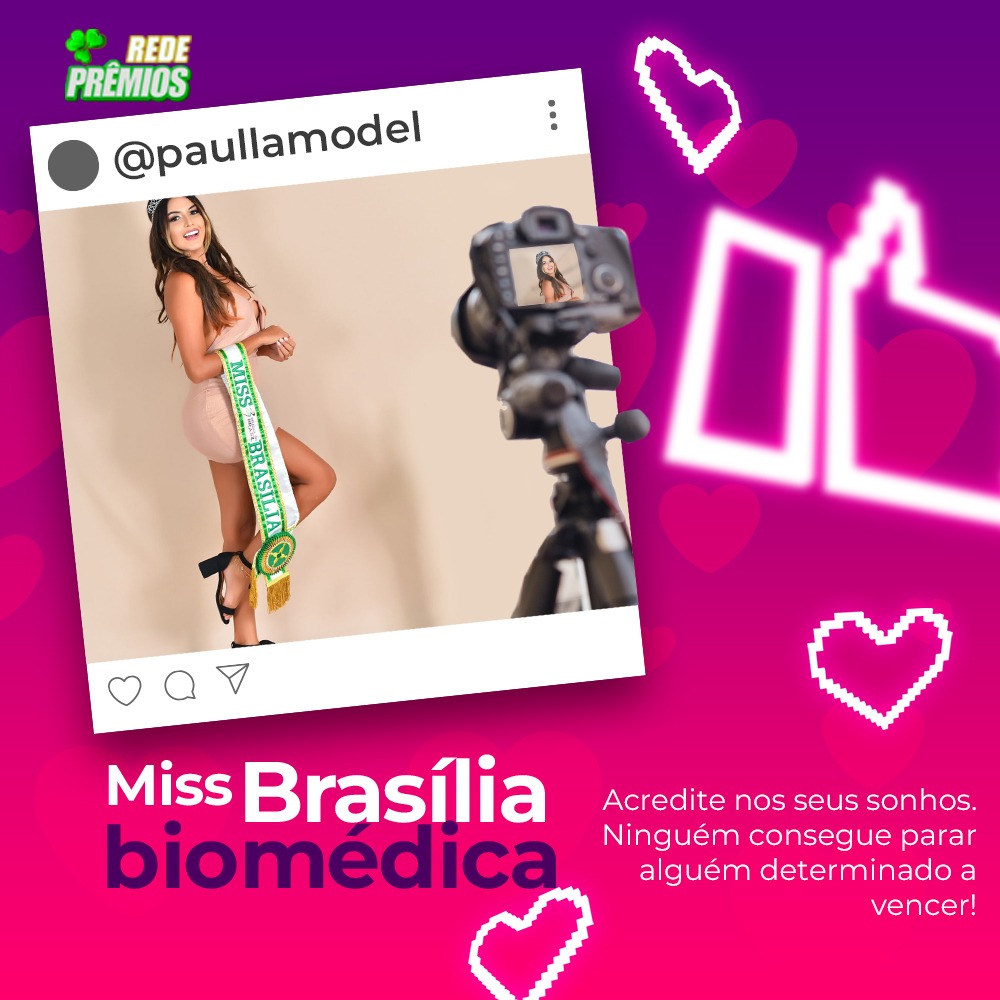 REDE
PRÊMIOS
@paullamodel
MISS BRASÍLIA
Miss Brasília
biomédica
Acredite nos seus sonhos.
Ninguém consegue parar
alguém determinado a
vencer!